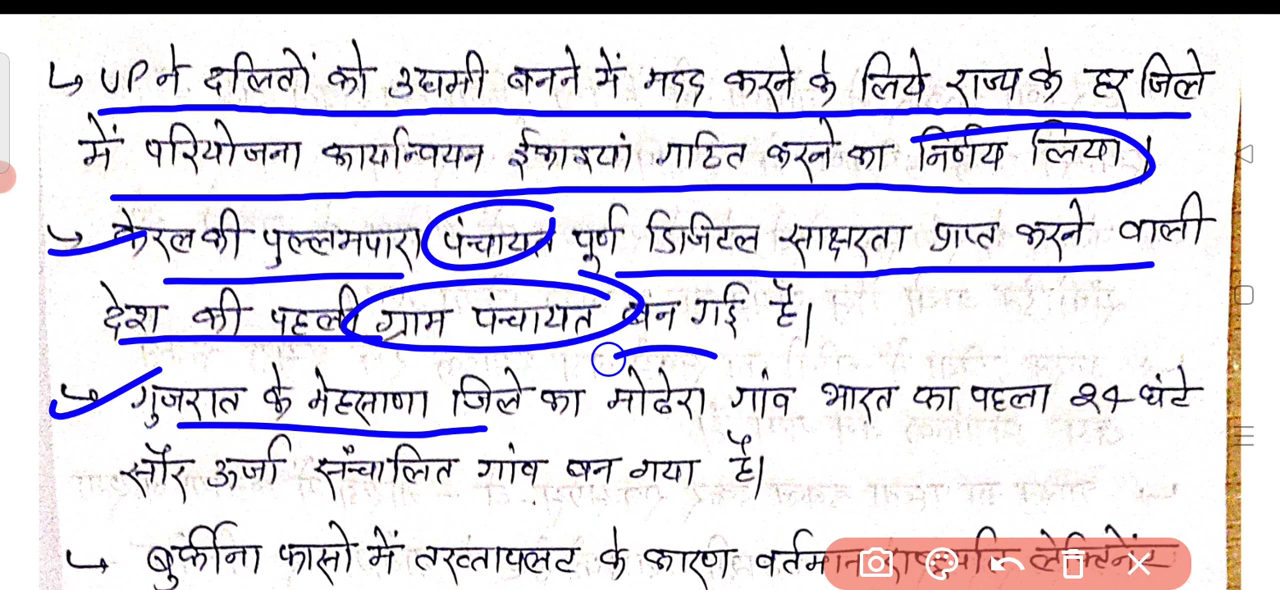 ↳ UP ने दलितों को उद्यमी बनने में मदद करने के लिये राज्य के हर जिले
में परियोजना कार्यान्वियन ईकाइयां गठित करने का निर्णय लिया।
↳ केरल की पुल्लमपारा पंचायत पूर्ण डिजिटल साक्षरता प्राप्त करने वाली
देश की पहली ग्राम पंचायत बन गई है।
↳ गुजरात के मेहसाणा जिले का मोढेरा गांव भारत का पहला 24 घंटे
सौर ऊर्जा संचालित गांव बन गया है।
↳ बुर्कीना फासो में तख्तापलट के कारण वर्तमान राष्ट्रपति लेफ्टिनेंट